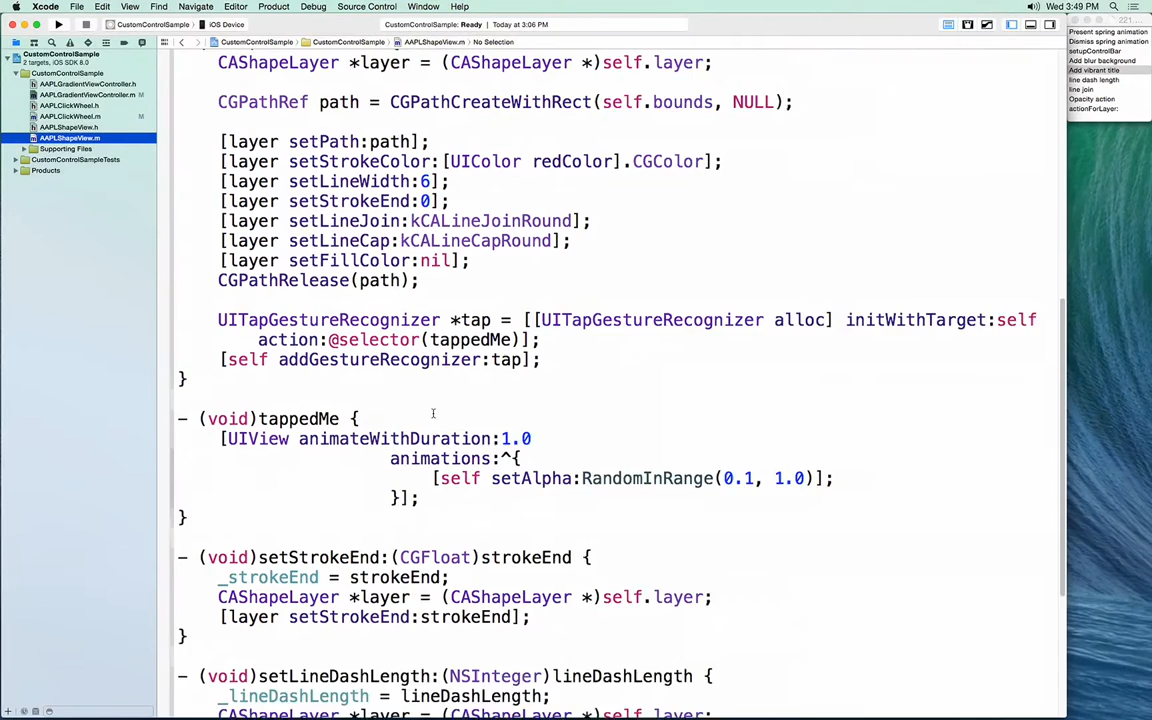 Xcode File Edit View Find Navigate Editor Product Debug Source Control Window Help
Wed 3:49 PM
CustomControlSample iOS Device
CustomControlSample: Ready Today at 3:06 PM
221.
CustomControlSample CustomControlSample AAPLShapeView.m No Selection
CustomControlSample
2 targets, iOS SDK 8.0
CustomControlSample
AAPLGradientViewController.h
AAPLGradientViewController.m M
AAPLClickWheel.h
AAPLClickWheel.m M
AAPLShapeView.h
AAPLShapeView.m
Supporting Files
CustomControlSampleTests
Products
CAShapeLayer *layer = (CAShapeLayer *)self.layer;
CGPathRef path = CGPathCreateWithRect(self.bounds, NULL);
[layer setPath:path];
[layer setStrokeColor:[UIColor redColor].CGColor];
[layer setLineWidth:6];
[layer setStrokeEnd:0];
[layer setLineJoin:kCALineJoinRound];
[layer setLineCap:kCALineCapRound];
[layer setFillColor:nil];
CGPathRelease(path);
UITapGestureRecognizer *tap = [[UITapGestureRecognizer alloc] initWithTarget:self
action:@selector(tappedMe)];
[self addGestureRecognizer:tap];
}
- (void)tappedMe {
[UIView animateWithDuration:1.0
animations:^{
[self setAlpha:RandomInRange(0.1, 1.0)];
}];
}
- (void)setStrokeEnd:(CGFloat)strokeEnd {
_strokeEnd = strokeEnd;
CAShapeLayer *layer = (CAShapeLayer *)self.layer;
[layer setStrokeEnd:strokeEnd];
}
- (void)setLineDashLength:(NSInteger)lineDashLength {
_lineDashLength = lineDashLength;
CAShapeLayer *layer = (CAShapeLayer *)self.layer;
Present spring animation
Dismiss spring animation
setupControlBar
Add blur background
Add vibrant title
line dash length
line join
Opacity action
actionForLayer: